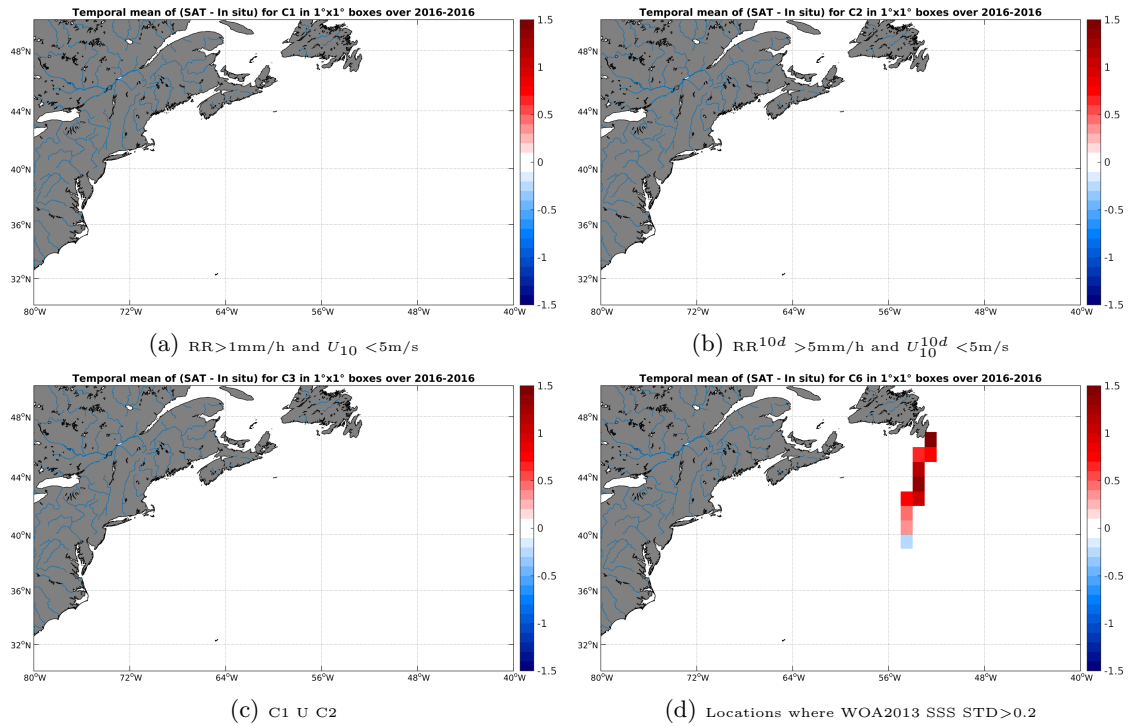 Temporal mean of (SAT - In situ) for C1 in 1°x1° boxes over 2016-2016
48°N
44°N
40°N
36°N
32°N
80°W 72°W 64°W 56°W 48°W 40°W
1.5
1
0.5
0
-0.5
-1
-1.5
(a) RR>1mm/h and U10 <5m/s
Temporal mean of (SAT - In situ) for C2 in 1°x1° boxes over 2016-2016
48°N
44°N
40°N
36°N
32°N
80°W 72°W 64°W 56°W 48°W 40°W
1.5
1
0.5
0
-0.5
-1
-1.5
(b) RR^10d >5mm/h and U10^10d <5m/s
Temporal mean of (SAT - In situ) for C3 in 1°x1° boxes over 2016-2016
48°N
44°N
40°N
36°N
32°N
80°W 72°W 64°W 56°W 48°W 40°W
1.5
1
0.5
0
-0.5
-1
-1.5
(c) C1 U C2
Temporal mean of (SAT - In situ) for C6 in 1°x1° boxes over 2016-2016
48°N
44°N
40°N
36°N
32°N
80°W 72°W 64°W 56°W 48°W 40°W
1.5
1
0.5
0
-0.5
-1
-1.5
(d) Locations where WOA2013 SSS STD>0.2